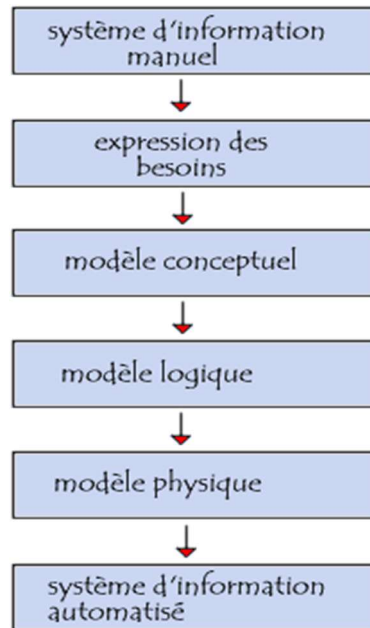 système d'information
manuel
expression des
besoins
modèle conceptuel
modèle logique
modèle physique
système d'information
automatisé